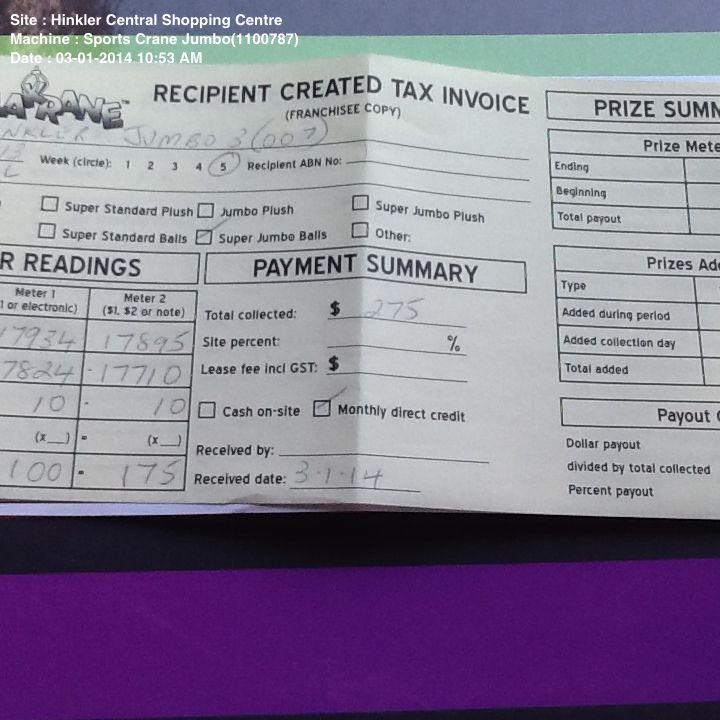 Site : Hinkler Central Shopping Centre
Machine : Sports Crane Jumbo(1100787)
Date : 03-01-2014 10:53 AM
RECIPIENT CREATED TAX INVOICE
(FRANCHISEE COPY)
NKLER JUMBO 3 (007)
Week (circle): 1 2 3 4 5 Recipient ABN No:
Super Standard Plush Jumbo Plush Super Jumbo Plush
Super Standard Balls Super Jumbo Balls Other:
R READINGS
Meter 1 Meter 2
1 or electronic) ($1, $2 or note)
17934 17895
7824 17710
10 - 10
(x__) = (x__)
100 = 175
PAYMENT SUMMARY
Total collected: $ 275
Site percent: %
Lease fee incl GST: $
Cash on-site Monthly direct credit
Received by:
Received date: 3-1-14
PRIZE SUMM
Prize Mete
Ending
Beginning
Total payout
Prizes Ad
Type
Added during period
Added collection day
Total added
Payout
Dollar payout
divided by total collected
Percent payout